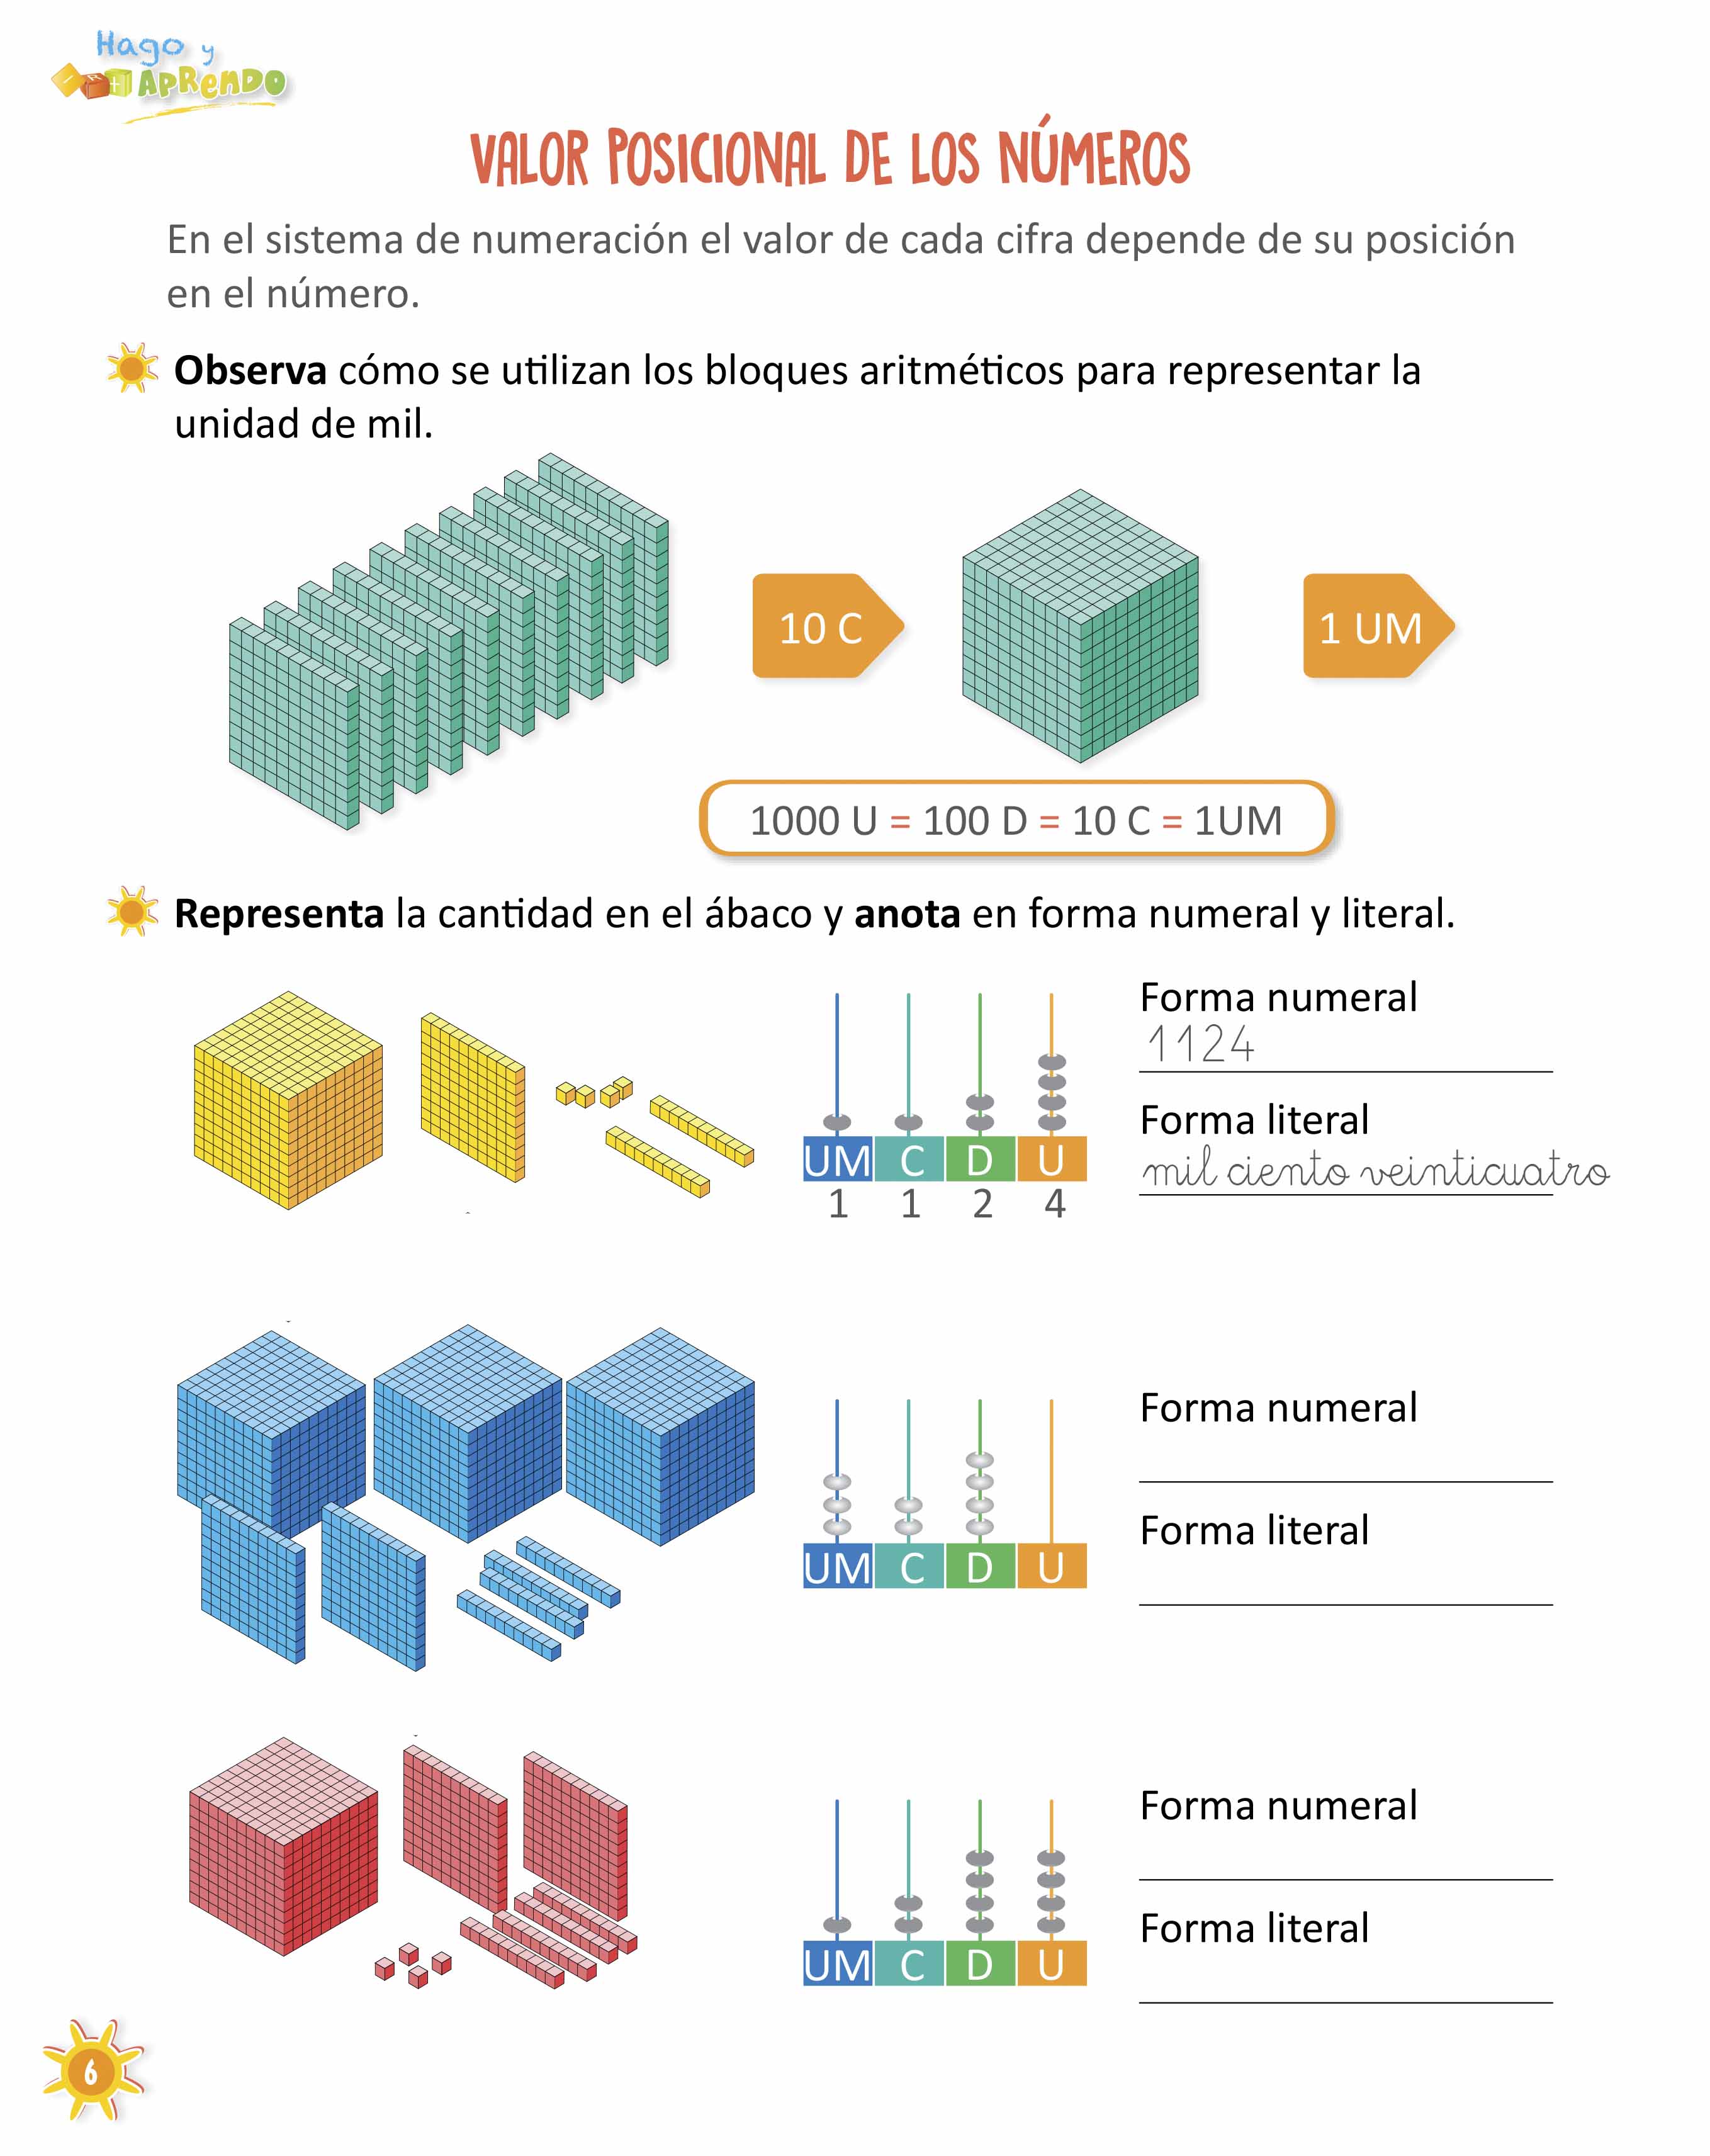 Hago y
APRENDO
VALOR POSICIONAL DE LOS NÚMEROS
En el sistema de numeración el valor de cada cifra depende de su posición
en el número.
Observa cómo se utilizan los bloques aritméticos para representar la
unidad de mil.
10 C
1 UM
1000 U = 100 D = 10 C = 1UM
Representa la cantidad en el ábaco y anota en forma numeral y literal.
Forma numeral
1124
Forma literal
mil ciento veinticuatro
UM C D U
1 1 2 4
Forma numeral
Forma literal
UM C D U
Forma numeral
Forma literal
UM C D U
6